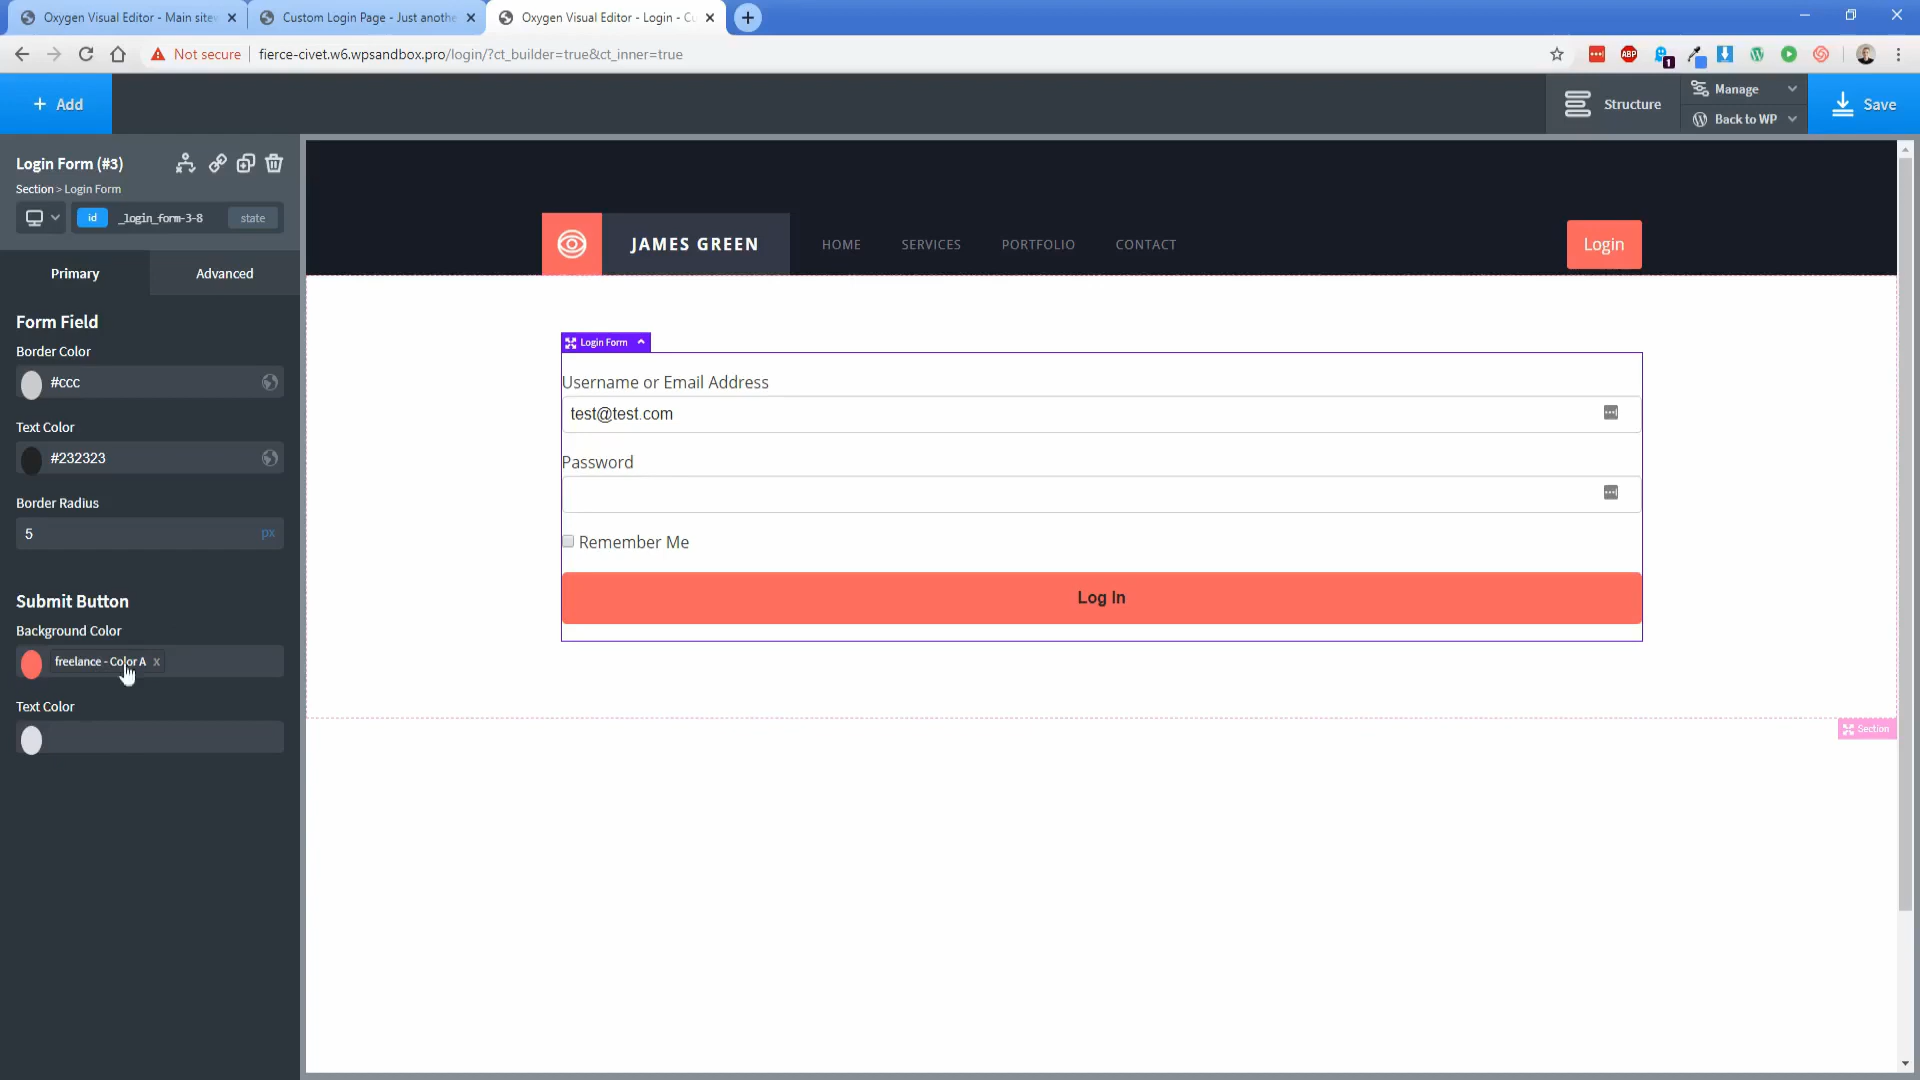 Oxygen Visual Editor - Main site
Custom Login Page - Just anothe
Oxygen Visual Editor - Login - C
Not secure
fierce-civet.w6.wpsandbox.pro/login/?ct_builder=true&ct_inner=true
ABP
1
+ Add
Structure
Manage
Back to WP
Save
Login Form (#3)
Section > Login Form
id
_login_form-3-8
state
Primary
Advanced
Form Field
Border Color
#ccc
Text Color
#232323
Border Radius
5
px
Submit Button
Background Color
freelance - Color A x
Text Color
JAMES GREEN
HOME
SERVICES
PORTFOLIO
CONTACT
Login
Login Form
Username or Email Address
test@test.com
Password
Remember Me
Log In
Section